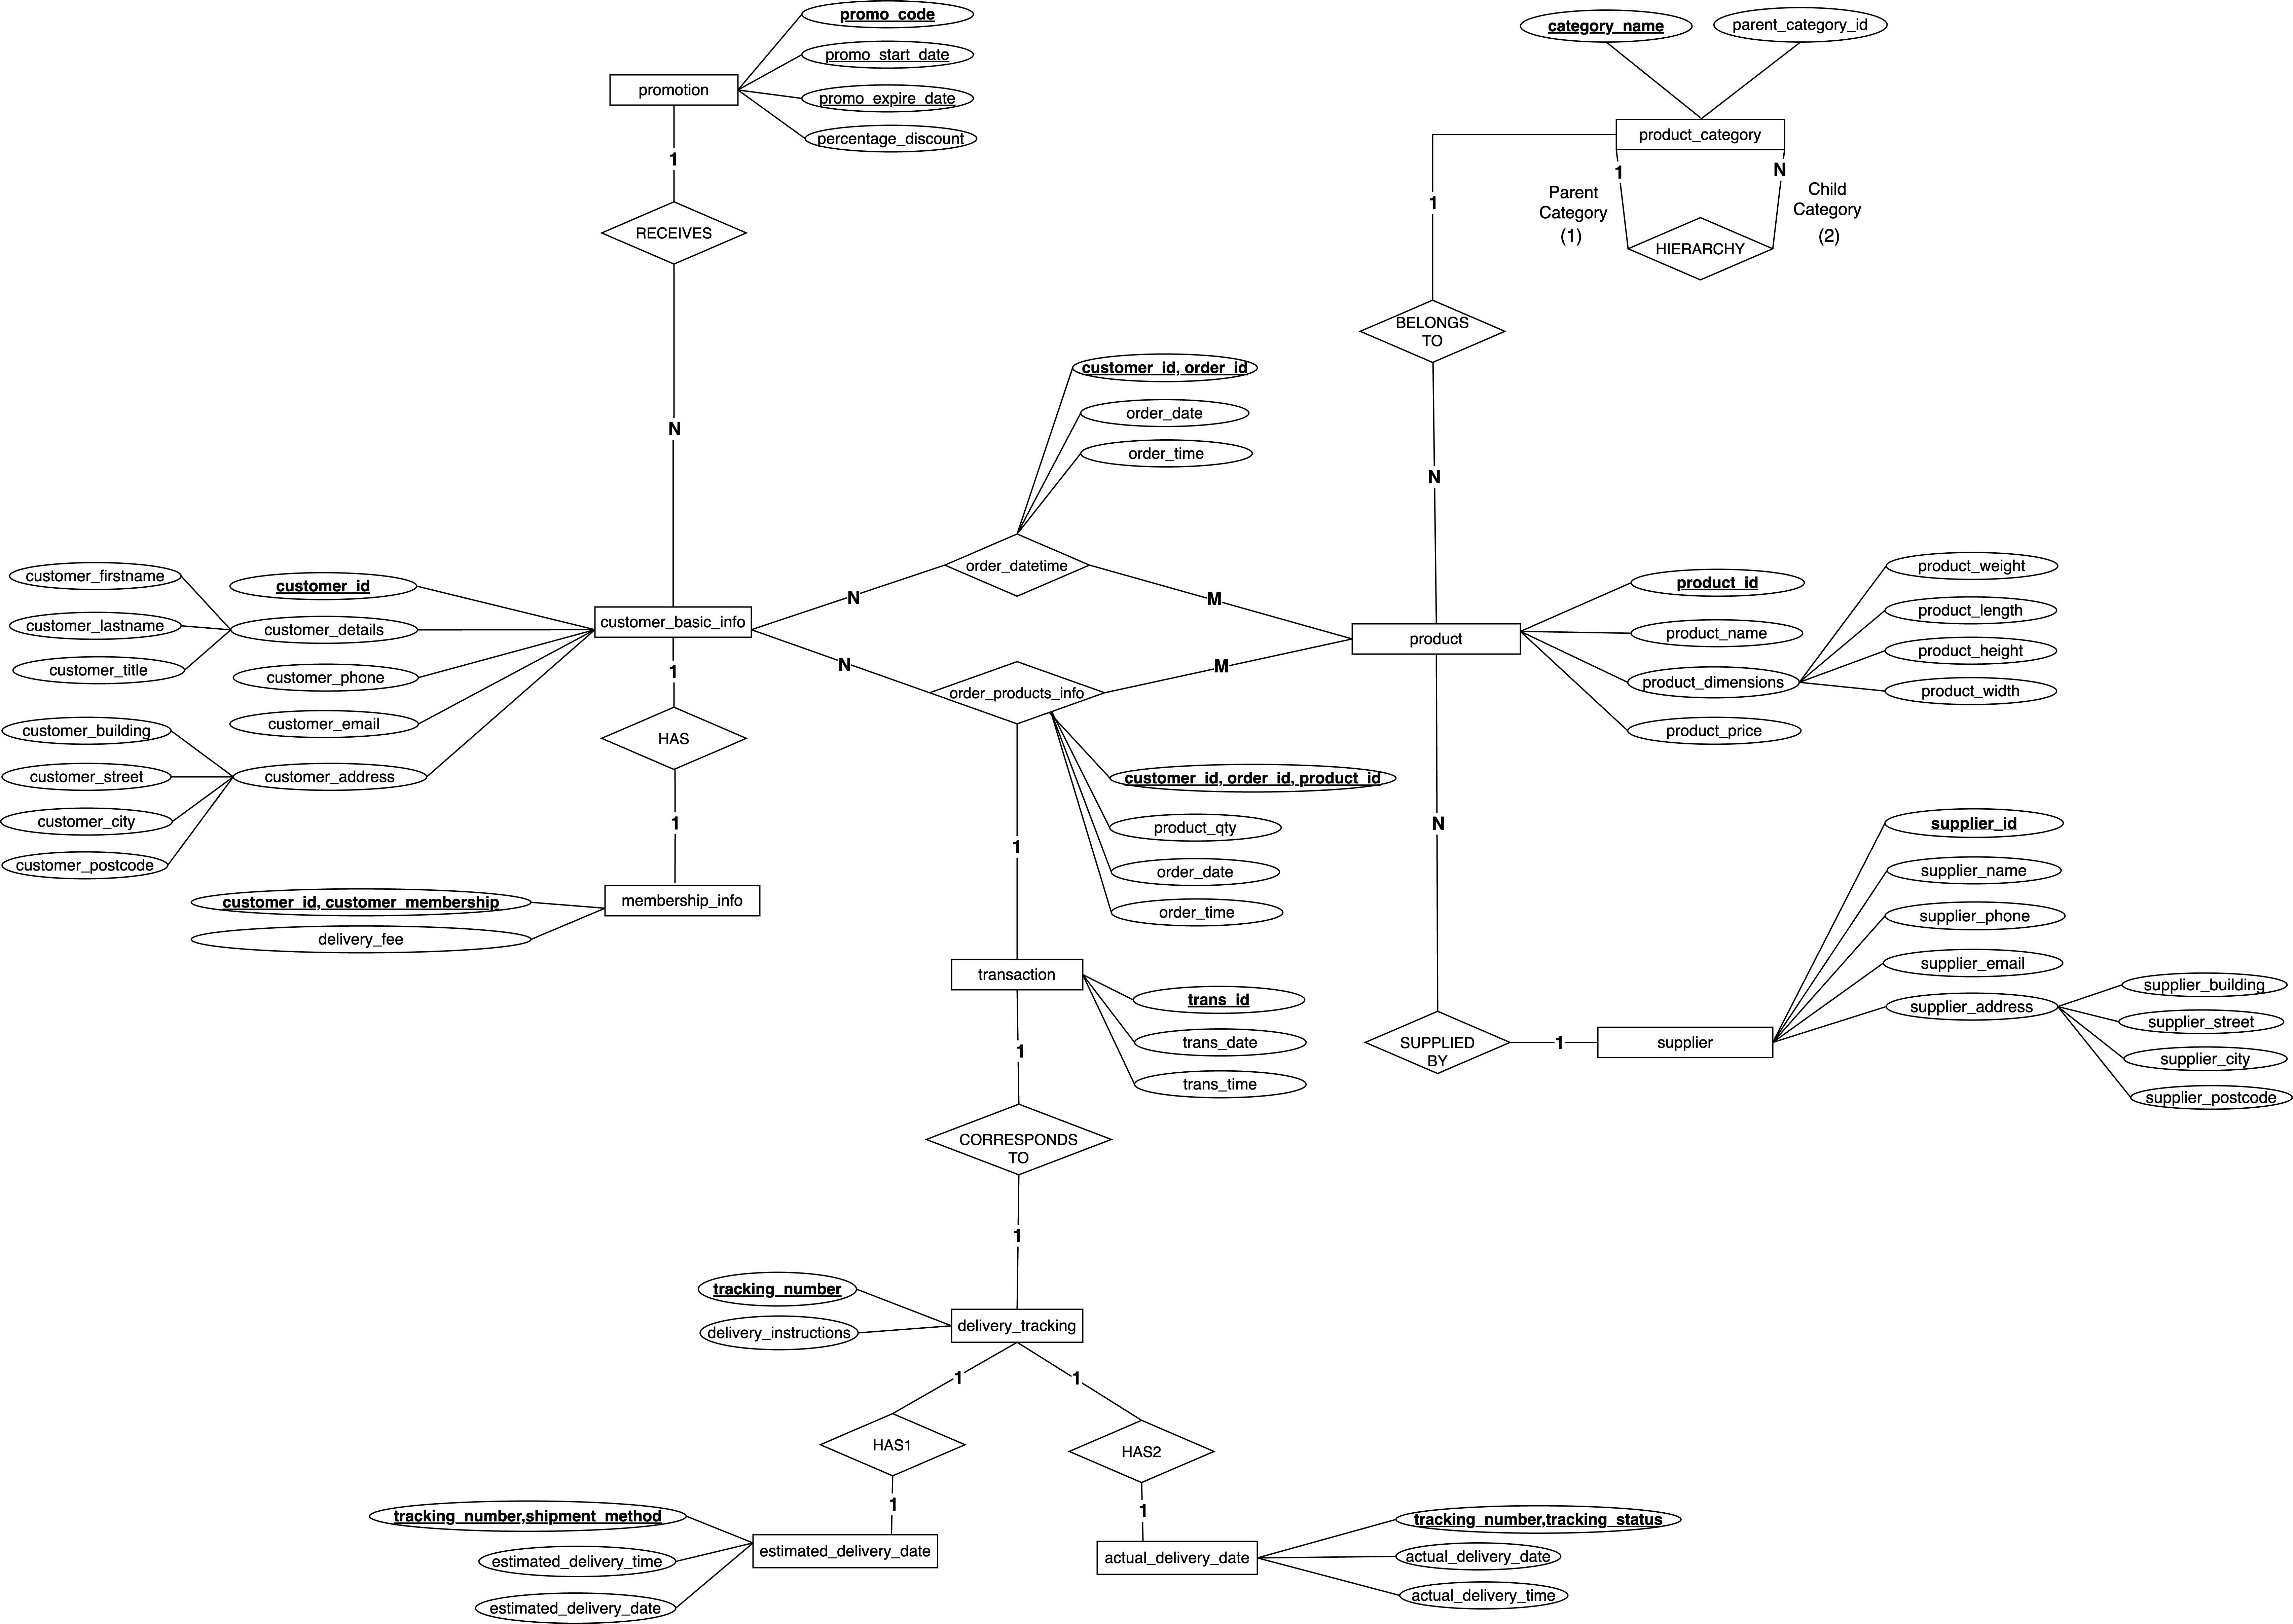 promo_code
promo_start_date
promo_expire_date
percentage_discount
promotion
1
RECEIVES
N
category_name
parent_category_id
product_category
1
N
Parent
Category
(1)
Child
Category
(2)
HIERARCHY
1
BELONGS
TO
N
customer_id, order_id
order_date
order_time
order_datetime
N
M
customer_firstname
customer_lastname
customer_title
customer_id
customer_details
customer_phone
customer_email
customer_address
customer_building
customer_street
customer_city
customer_postcode
customer_basic_info
1
HAS
1
customer_id, customer_membership
delivery_fee
membership_info
N
M
order_products_info
customer_id, order_id, product_id
product_qty
order_date
order_time
1
product
product_id
product_name
product_dimensions
product_price
product_weight
product_length
product_height
product_width
N
SUPPLIED
BY
1
supplier
supplier_id
supplier_name
supplier_phone
supplier_email
supplier_address
supplier_building
supplier_street
supplier_city
supplier_postcode
transaction
trans_id
trans_date
trans_time
1
CORRESPONDS
TO
1
tracking_number
delivery_instructions
delivery_tracking
1
1
HAS1
HAS2
1
1
tracking_number,shipment_method
estimated_delivery_time
estimated_delivery_date
estimated_delivery_date
actual_delivery_date
tracking_number,tracking_status
actual_delivery_date
actual_delivery_time